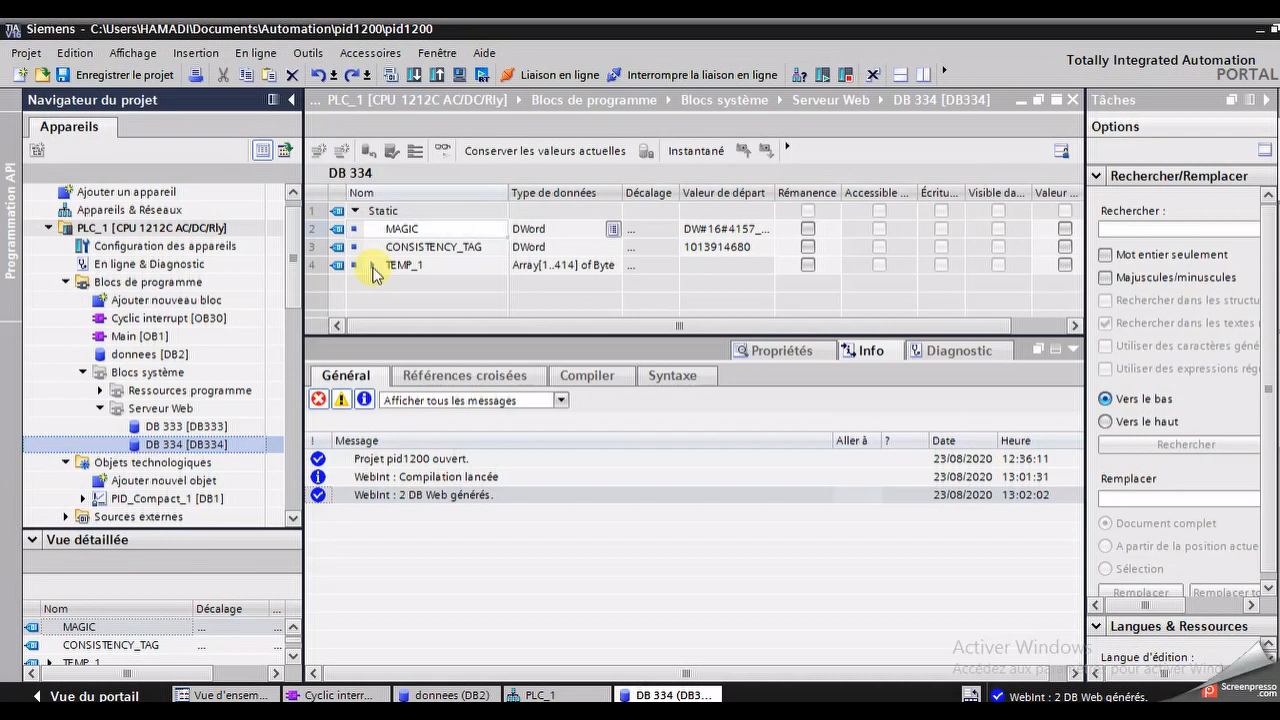 Siemens - C:\Users\HAMADI\Documents\Automation\pid1200\pid1200
Projet Edition Affichage Insertion En ligne Outils Accessoires Fenêtre Aide
Enregistrer le projet Liaison en ligne Interrompre la liaison en ligne
Totally Integrated Automation
PORTAL
Navigateur du projet
... PLC_1 [CPU 1212C AC/DC/Rly] Blocs de programme Blocs système Serveur Web DB 334 [DB334]
Tâches
Appareils
Options
Programmation API
Conserver les valeurs actuelles Instantané
DB 334
Nom Type de données Décalage Valeur de départ Rémanence Accessible ... Écritu... Visible da... Valeur ...
1 Static
2 MAGIC DWord ... DW#16#4157_...
3 CONSISTENCY_TAG DWord ... 1013914680
4 TEMP_1 Array[1..414] of Byte ...
Ajouter un appareil
Appareils & Réseaux
PLC_1 [CPU 1212C AC/DC/Rly]
Configuration des appareils
En ligne & Diagnostic
Blocs de programme
Ajouter nouveau bloc
Cyclic interrupt [OB30]
Main [OB1]
donnees [DB2]
Blocs système
Ressources programme
Serveur Web
DB 333 [DB333]
DB 334 [DB334]
Objets technologiques
Ajouter nouvel objet
PID_Compact_1 [DB1]
Sources externes
Propriétés Info Diagnostic
Général Références croisées Compiler Syntaxe
Afficher tous les messages
! Message Aller à ? Date Heure
Projet pid1200 ouvert. 23/08/2020 12:36:11
WebInt : Compilation lancée 23/08/2020 13:01:31
WebInt : 2 DB Web générés. 23/08/2020 13:02:02
Rechercher/Remplacer
Rechercher :
Mot entier seulement
Majuscules/minuscules
Rechercher dans les structu
Rechercher dans les textes
Utiliser des caractères géné
Utiliser des expressions rég
Vers le bas
Vers le haut
Rechercher
Remplacer
Document complet
A partir de la position actue
Sélection
Remplacer Remplacer to
Langues & Ressources
Langue d'édition :
Vue détaillée
Nom Décalage ...
MAGIC ... ...
CONSISTENCY_TAG ... ...
TEMP_1 ...
Activer Windows
Accédez aux
Vue du portail Vue d'ensem... Cyclic interr... donnees (DB2) PLC_1 DB 334 (DB3... WebInt : 2 DB Web générés.
Screenpresso
.com